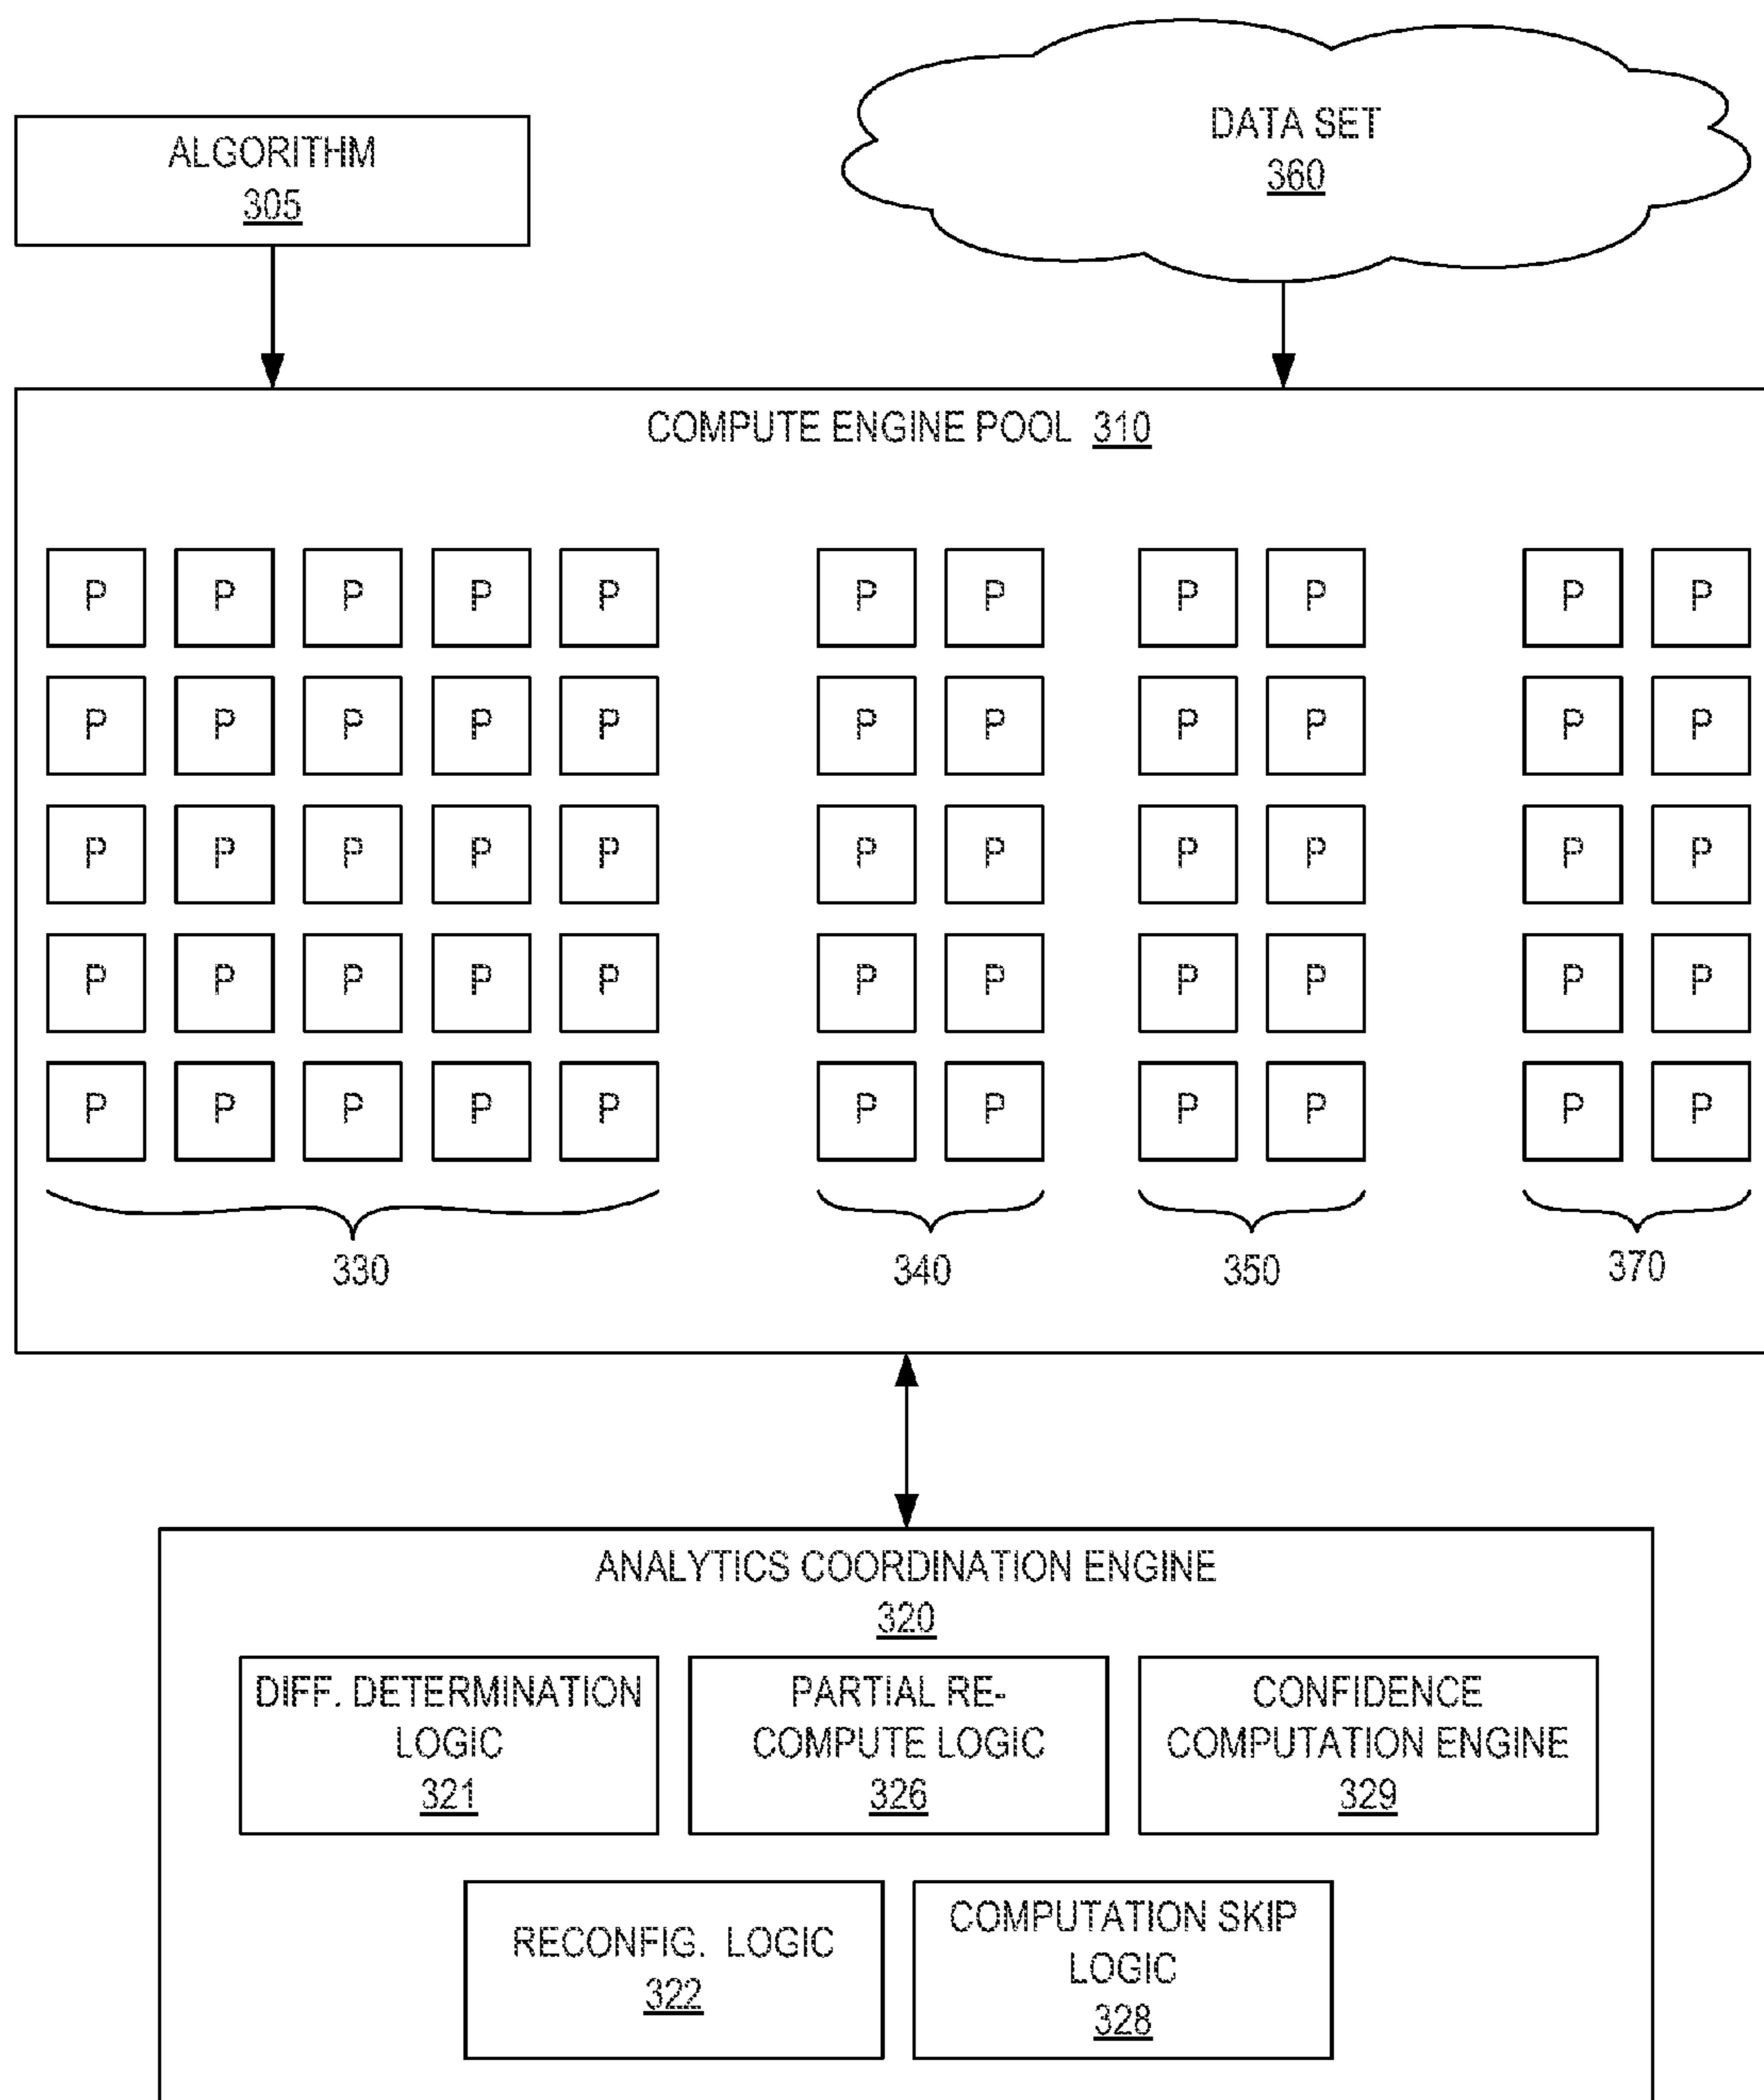 ALGORITHM
305
DATA SET
360
COMPUTE ENGINE POOL 310
P P P P P P P P P P P
P P P P P P P P P P P
P P P P P P P P P P P
P P P P P P P P P P P
P P P P P P P P P P P
330 340 350 370
ANALYTICS COORDINATION ENGINE
320
DIFF. DETERMINATION
LOGIC
321
PARTIAL RE-
COMPUTE LOGIC
326
CONFIDENCE
COMPUTATION ENGINE
329
RECONFIG. LOGIC
322
COMPUTATION SKIP
LOGIC
328